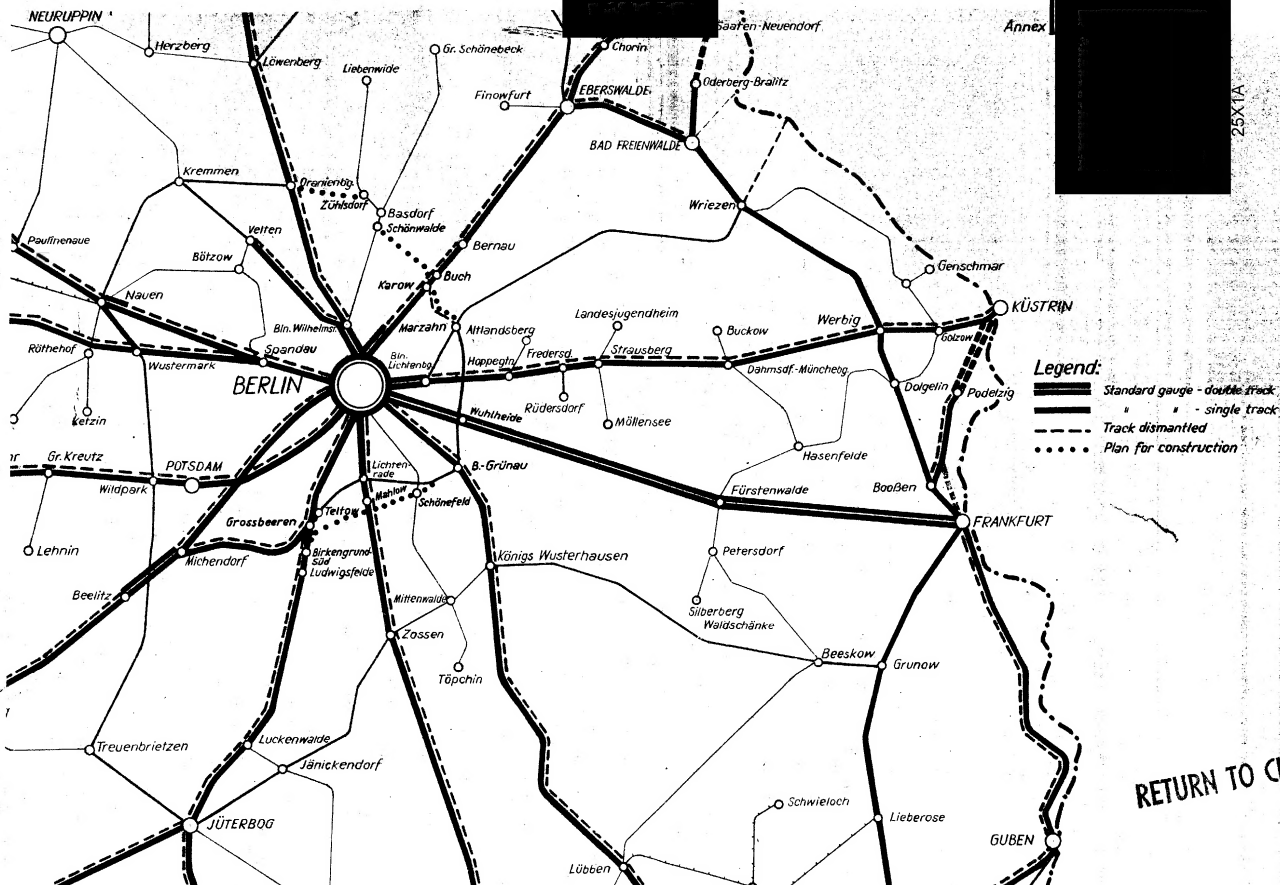 NEURUPPIN
Herzberg
Löwenberg
Gr. Schönebeck
Liebenwide
Finowfurt
Chorin
EBERSWALDE
Saaten-Neuendorf
Oderberg-Bralitz
BAD FREIENWALDE
Annex
25X1A
Kremmen
Oranienbg.
Zühlsdorf
Basdorf
Schönwalde
Wriezen
Paulinenaue
Velten
Bötzow
Bernau
Buch
Karow
Genschmar
Nauen
Bln. Wilhelmsr.
Marzahn
Altlandsberg
Landesjugendheim
Buckow
Werbig
Golzow
KÜSTRIN
Röthehof
Wustermark
Spandau
BERLIN
Bln.
Lichtenbg.
Hoppegtn.
Fredersd.
Strausberg
Dahmsdf.-Müncheбg.
Dolgelin
Podelzig
Ketzin
Rüdersdorf
Möllensee
Wuhlheide
Hasenfelde
Legend:
Standard gauge - double track
" " - single track
Track dismantled
Plan for construction
Gr. Kreutz
POTSDAM
Wildpark
Lichten-
rade
B.-Grünau
Mahlow
Schönefeld
Teltow
Grossbeeren
Fürstenwalde
Booßen
FRANKFURT
Lehnin
Michendorf
Birkengrund-
Süd
Ludwigsfelde
Königs Wusterhausen
Petersdorf
Beelitz
Mittenwalde
Silberberg
Waldschänke
Zossen
Töpchin
Beeskow
Grunow
Treuenbrietzen
Luckenwalde
Jänickendorf
RETURN TO
JÜTERBOG
Schwieloch
Lieberose
GUBEN
Lübben